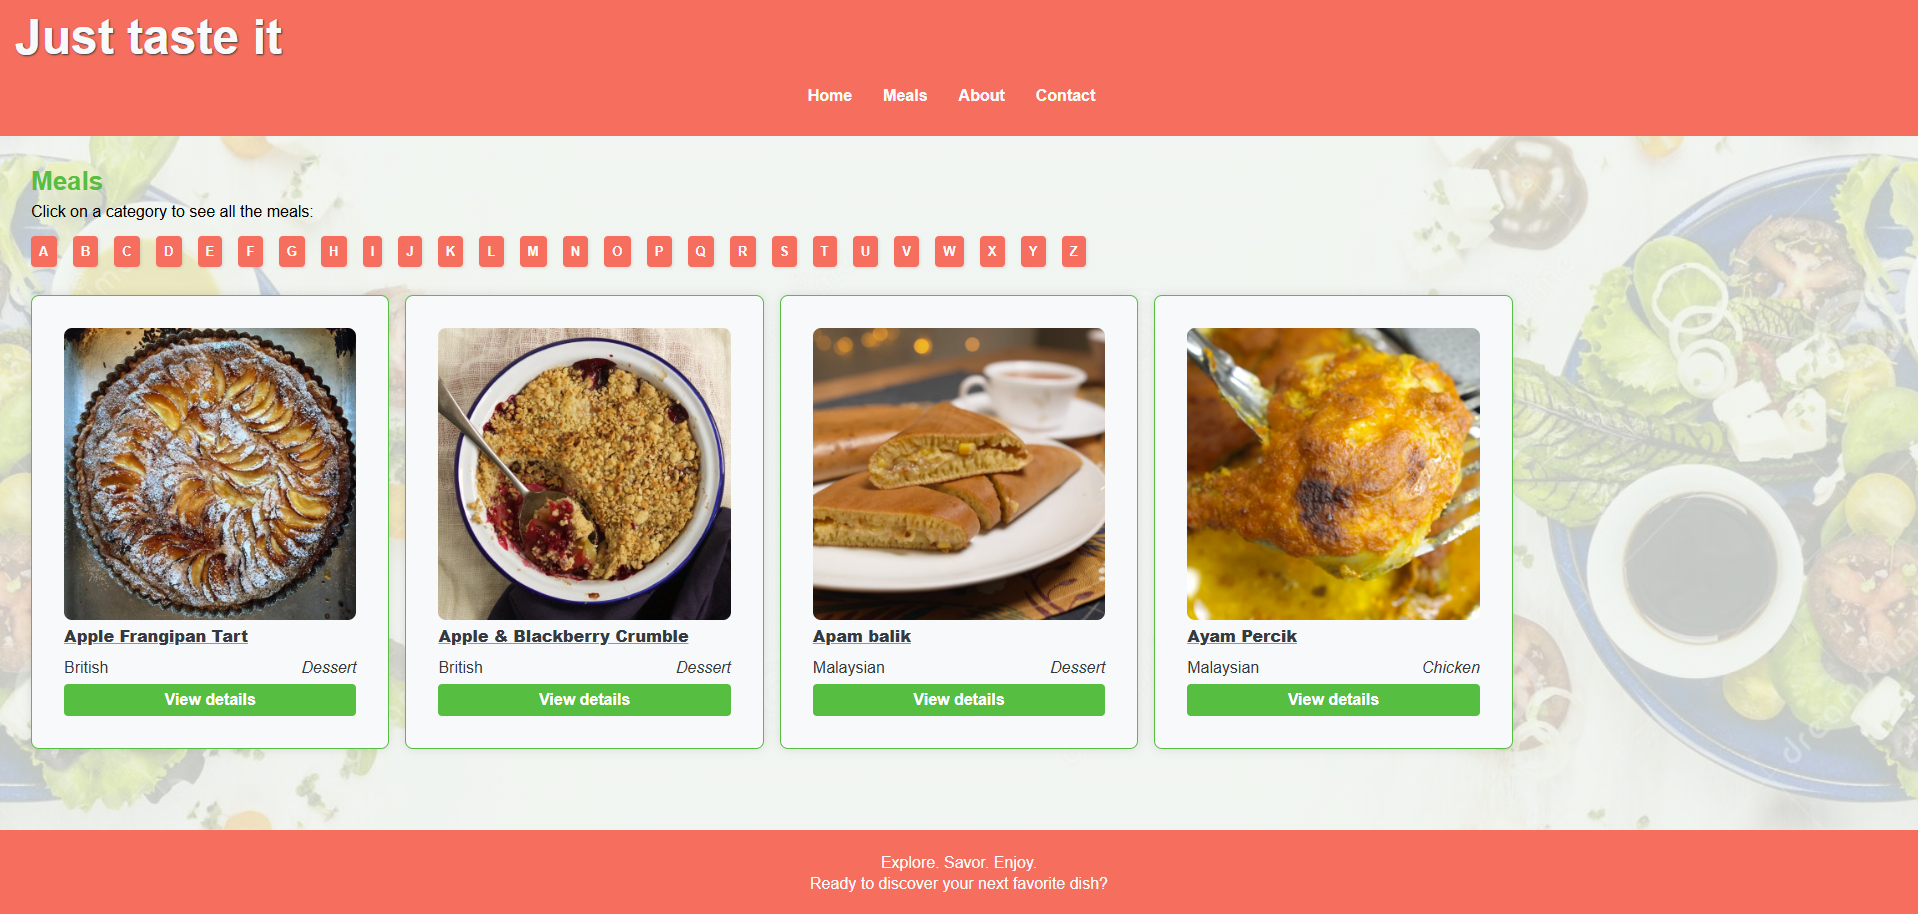 Just taste it
Home Meals About Contact
Meals
Click on a category to see all the meals:
A B C D E F G H I J K L M N O P Q R S T U V W X Y Z
Apple Frangipan Tart
British Dessert
View details
Apple & Blackberry Crumble
British Dessert
View details
Apam balik
Malaysian Dessert
View details
Ayam Percik
Malaysian Chicken
View details
Explore. Savor. Enjoy.
Ready to discover your next favorite dish?